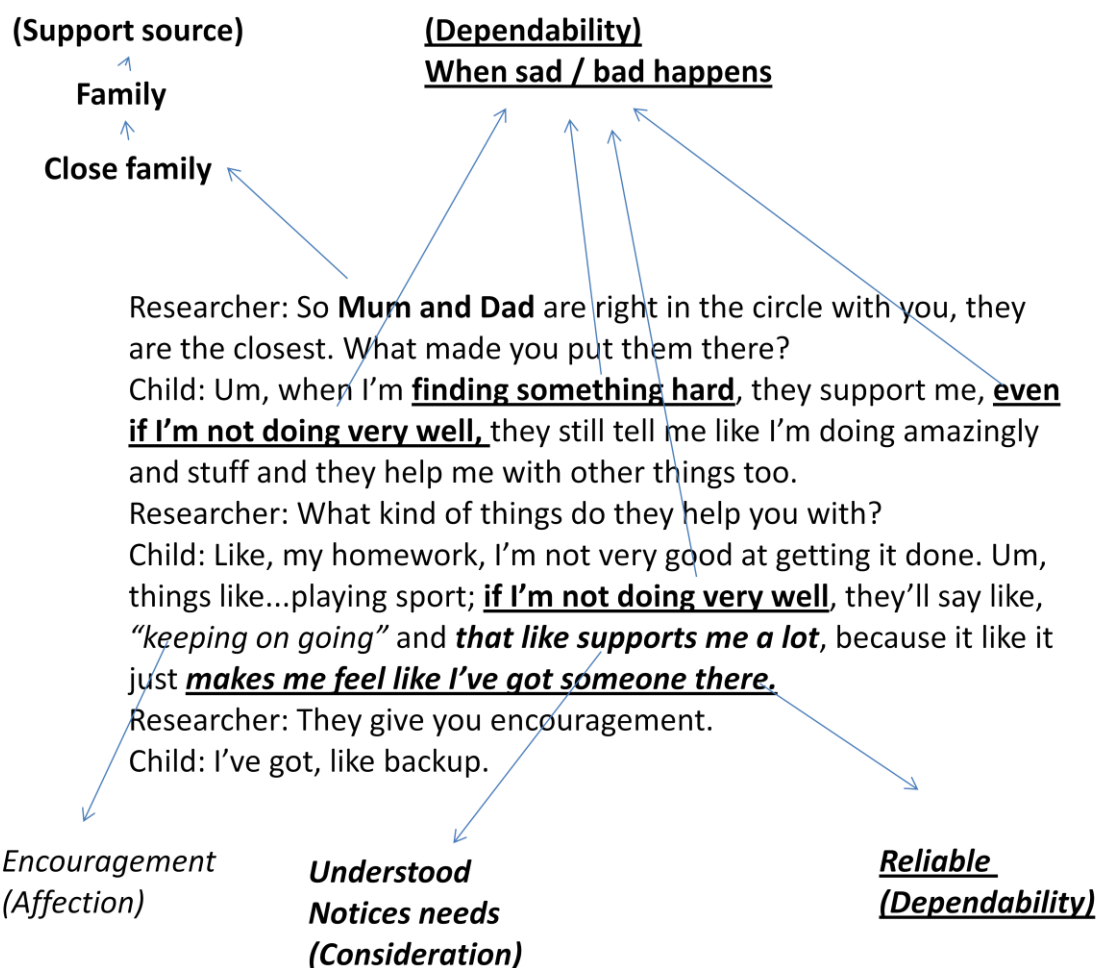 (Support source)
Family
Close family
(Dependability)
When sad / bad happens
Researcher: So Mum and Dad are right in the circle with you, they
are the closest. What made you put them there?
Child: Um, when I’m finding something hard, they support me, even
if I’m not doing very well, they still tell me like I’m doing amazingly
and stuff and they help me with other things too.
Researcher: What kind of things do they help you with?
Child: Like, my homework, I’m not very good at getting it done. Um,
things like...playing sport; if I’m not doing very well, they’ll say like,
“keeping on going” and that like supports me a lot, because it like it
just makes me feel like I’ve got someone there.
Researcher: They give you encouragement.
Child: I’ve got, like backup.
Encouragement
(Affection)
Understood
Notices needs
(Consideration)
Reliable
(Dependability)